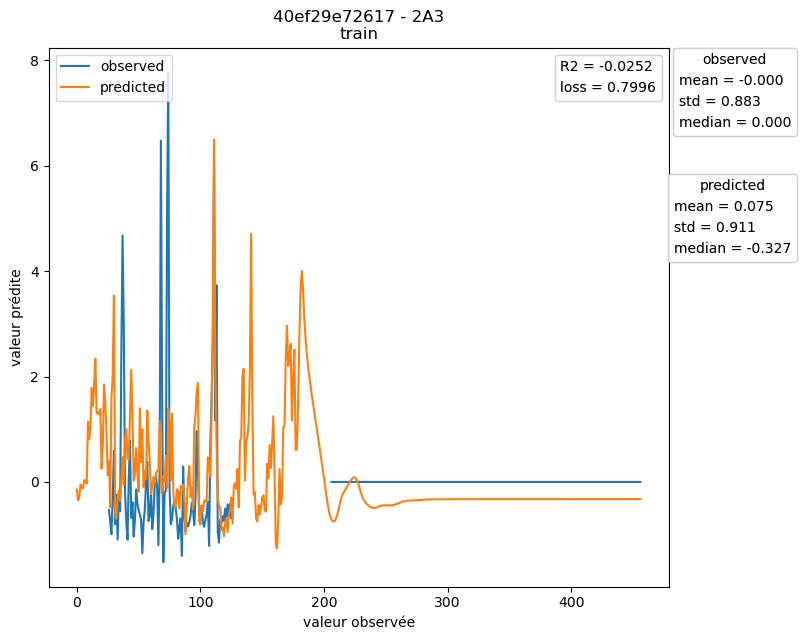 40ef29e72617 - 2A3
train
observed
predicted
R2 = -0.0252
loss = 0.7996
observed
mean = -0.000
std = 0.883
median = 0.000
predicted
mean = 0.075
std = 0.911
median = -0.327
valeur prédite
8
6
4
2
0
0
100
200
300
400
valeur observée